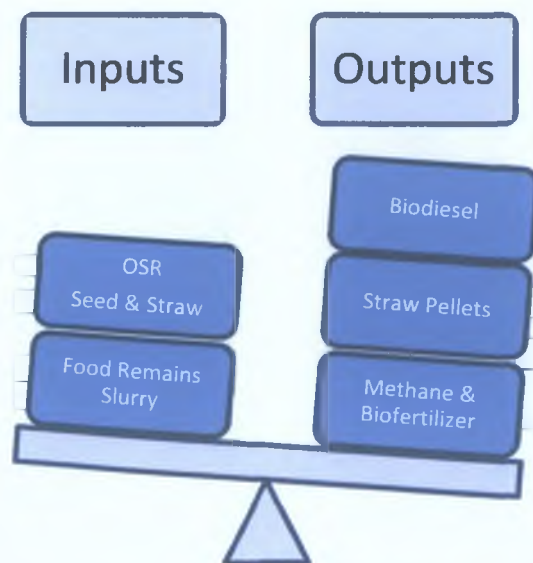 Inputs
Outputs
Biodiesel
OSR
Seed & Straw
Straw Pellets
Food Remains
Slurry
Methane &
Biofertilizer